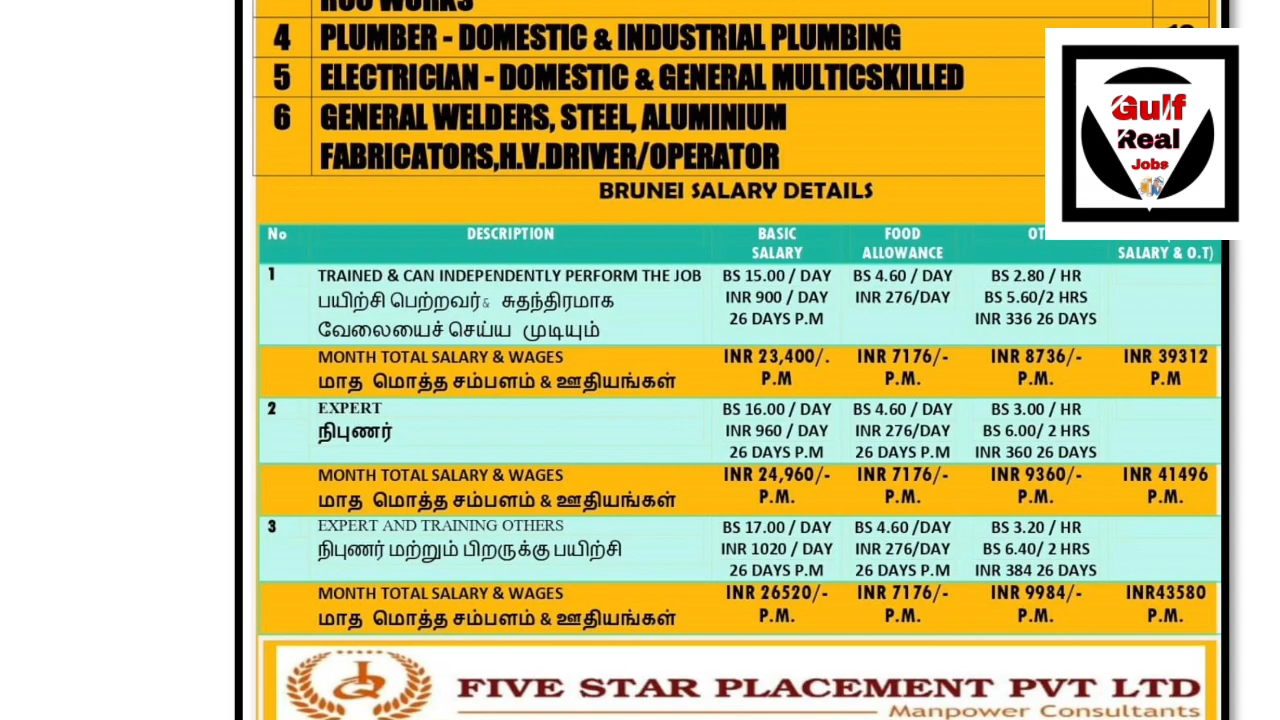 RCC WORKS
4 PLUMBER - DOMESTIC & INDUSTRIAL PLUMBING
5 ELECTRICIAN - DOMESTIC & GENERAL MULTICSKILLED
6 GENERAL WELDERS, STEEL, ALUMINIUM
FABRICATORS,H.V.DRIVER/OPERATOR
Gulf
Real
Jobs
BRUNEI SALARY DETAILS
No DESCRIPTION BASIC FOOD OT
SALARY ALLOWANCE SALARY & O.T)
1 TRAINED & CAN INDEPENDENTLY PERFORM THE JOB BS 15.00 / DAY BS 4.60 / DAY BS 2.80 / HR
பயிற்சி பெற்றவர்& சுதந்திரமாக INR 900 / DAY INR 276/DAY BS 5.60/2 HRS
வேலையைச் செய்ய முடியும் 26 DAYS P.M INR 336 26 DAYS
MONTH TOTAL SALARY & WAGES INR 23,400/. INR 7176/- INR 8736/- INR 39312
மாத மொத்த சம்பளம் & ஊதியங்கள் P.M P.M. P.M. P.M
2 EXPERT BS 16.00 / DAY BS 4.60 / DAY BS 3.00 / HR
நிபுணர் INR 960 / DAY INR 276/DAY BS 6.00/ 2 HRS
26 DAYS P.M 26 DAYS P.M INR 360 26 DAYS
MONTH TOTAL SALARY & WAGES INR 24,960/- INR 7176/- INR 9360/- INR 41496
மாத மொத்த சம்பளம் & ஊதியங்கள் P.M. P.M. P.M. P.M.
3 EXPERT AND TRAINING OTHERS BS 17.00 / DAY BS 4.60 /DAY BS 3.20 / HR
நிபுணர் மற்றும் பிறருக்கு பயிற்சி INR 1020 / DAY INR 276/DAY BS 6.40/ 2 HRS
26 DAYS P.M 26 DAYS P.M INR 384 26 DAYS
MONTH TOTAL SALARY & WAGES INR 26520/- INR 7176/- INR 9984/- INR43580
மாத மொத்த சம்பளம் & ஊதியங்கள் P.M. P.M. P.M. P.M.
FIVE STAR PLACEMENT PVT LTD
Manpower Consultants